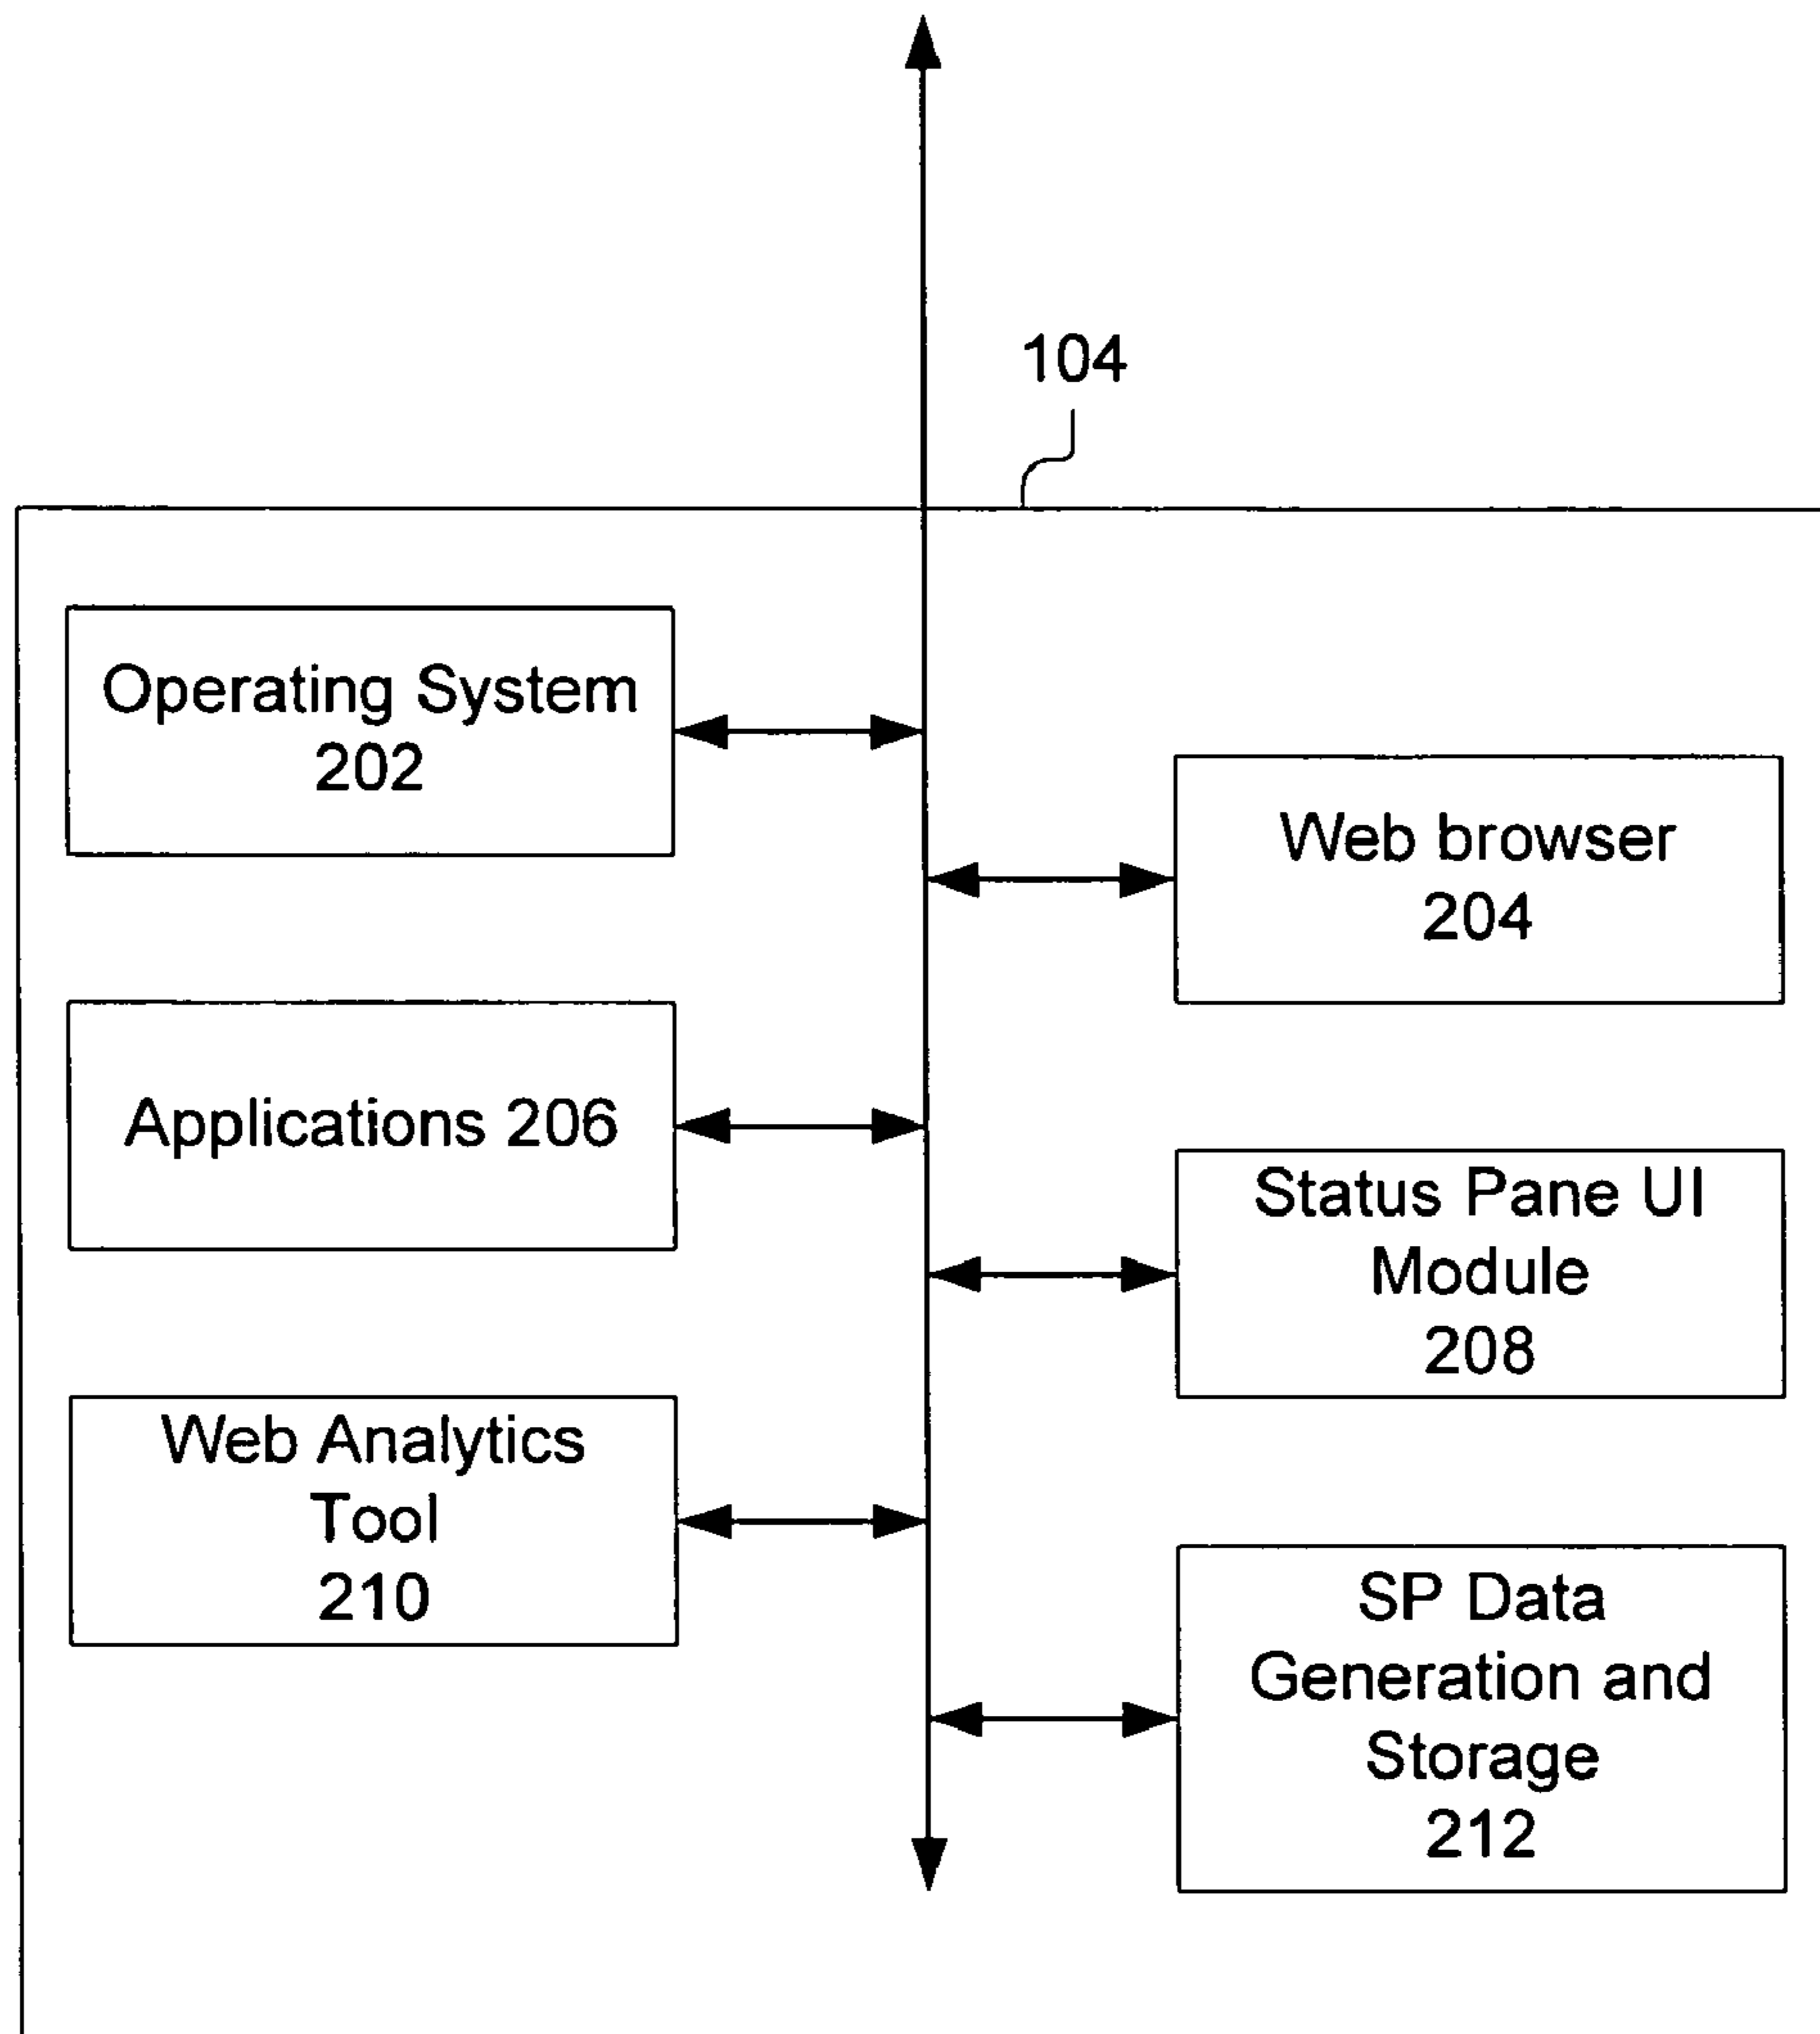 104
Operating System
202
Web browser
204
Applications 206
Status Pane UI
Module
208
Web Analytics
Tool
210
SP Data
Generation and
Storage
212